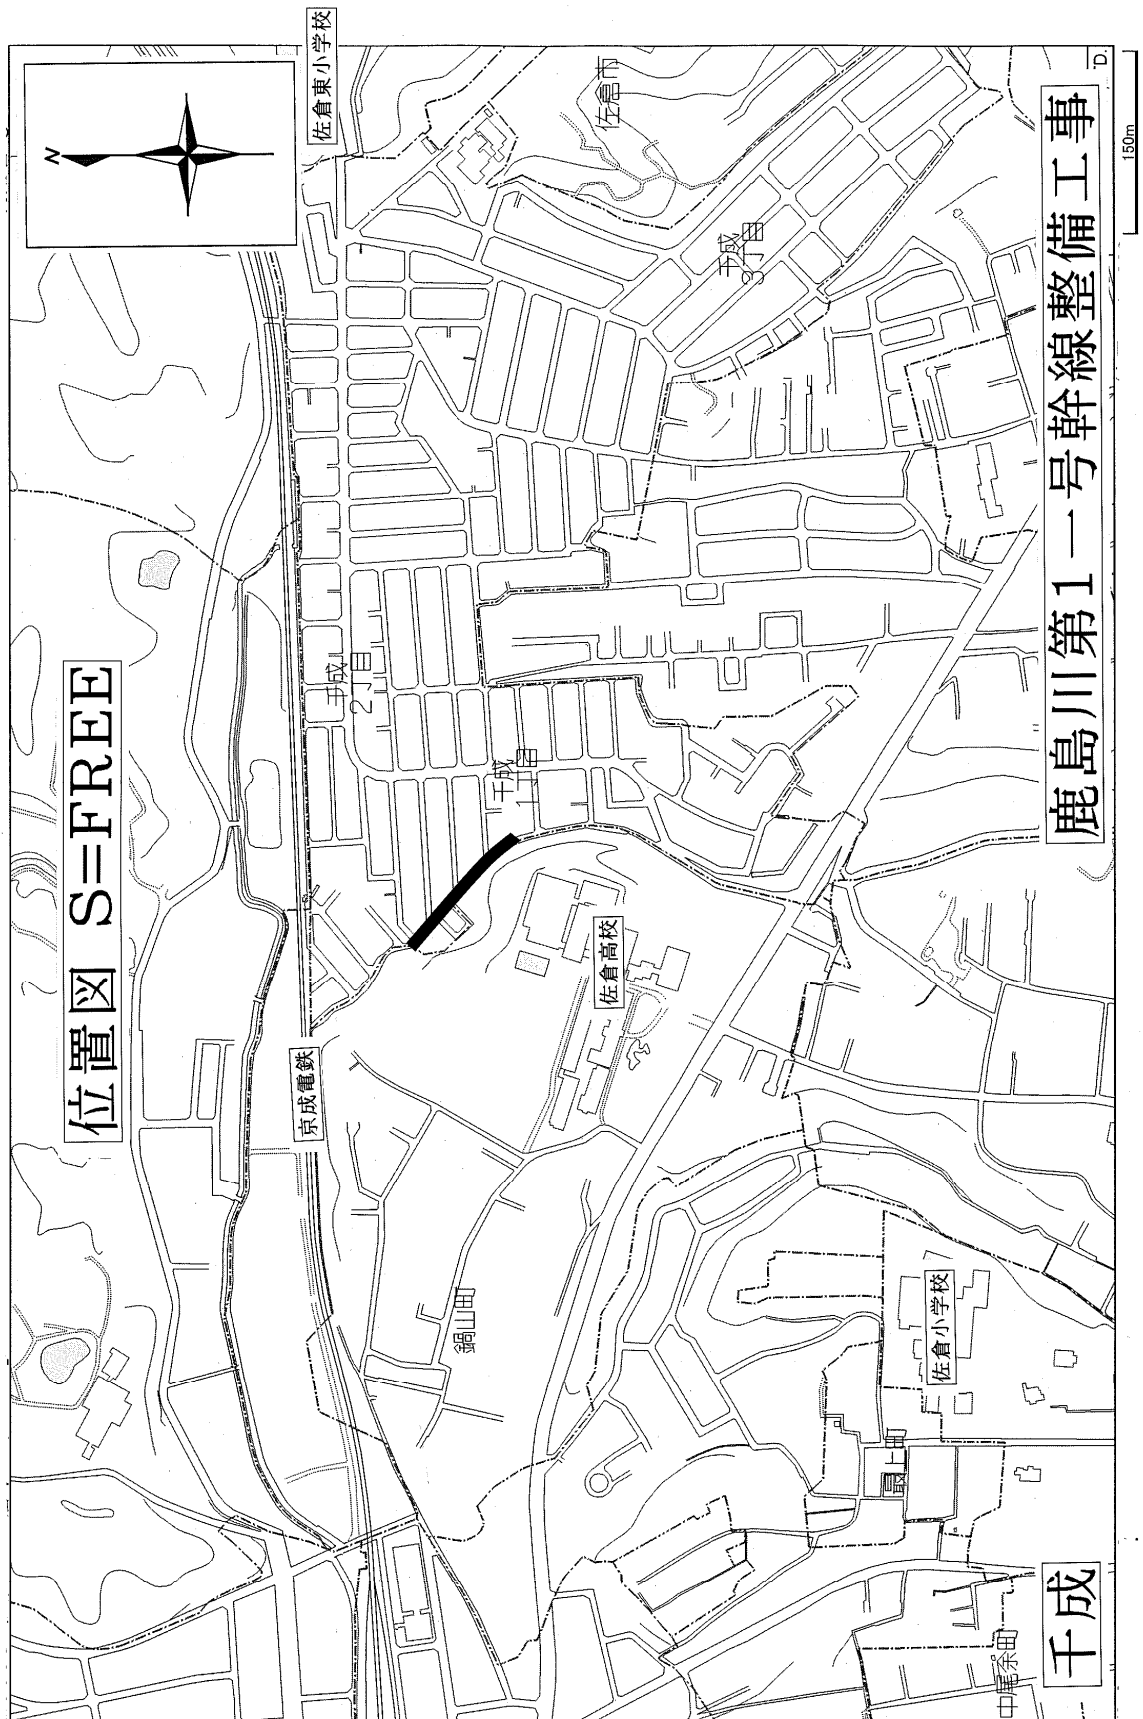 位置図 S=FREE
N
佐倉東小学校
佐倉市
千成
3丁目
千成
2丁目
千成
1丁目
京成電鉄
佐倉高校
鍋山町
佐倉小学校
中尾余町
千成
鹿島川第1－一号幹線整備工事
150m